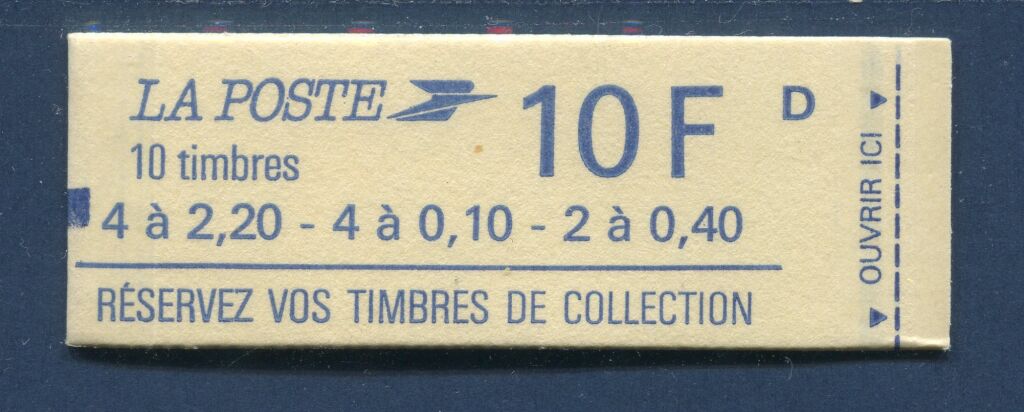 LA POSTE 10F D
10 timbres
4 à 2,20 - 4 à 0,10 - 2 à 0,40
RÉSERVEZ VOS TIMBRES DE COLLECTION
OUVRIR ICI